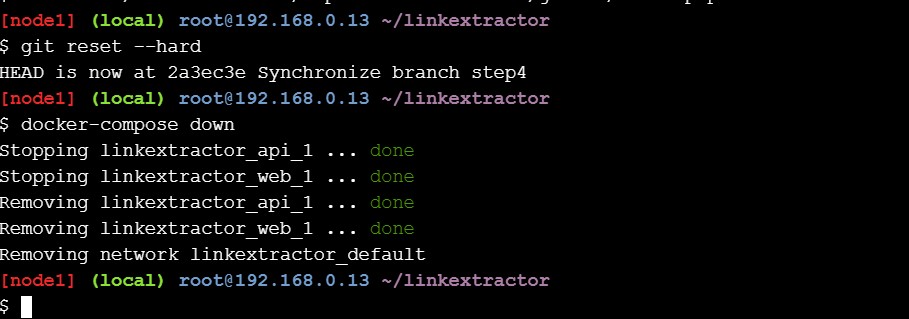 [node1] (local) root@192.168.0.13 ~/linkextractor
$ git reset --hard
HEAD is now at 2a3ec3e Synchronize branch step4
[node1] (local) root@192.168.0.13 ~/linkextractor
$ docker-compose down
Stopping linkextractor_api_1 ... done
Stopping linkextractor_web_1 ... done
Removing linkextractor_api_1 ... done
Removing linkextractor_web_1 ... done
Removing network linkextractor_default
[node1] (local) root@192.168.0.13 ~/linkextractor
$